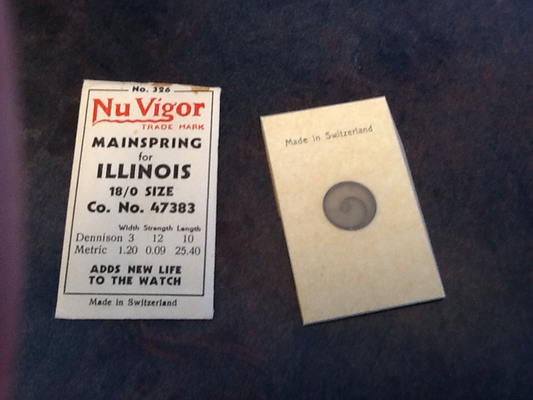 No. 326
Nu Vigor
TRADE MARK
MAINSPRING
for
ILLINOIS
18/0 SIZE
Co. No. 47383
Width Strength Length
Dennison 3 12 10
Metric 1.20 0.09 25.40
ADDS NEW LIFE
TO THE WATCH
Made in Switzerland
Made in Switzerland